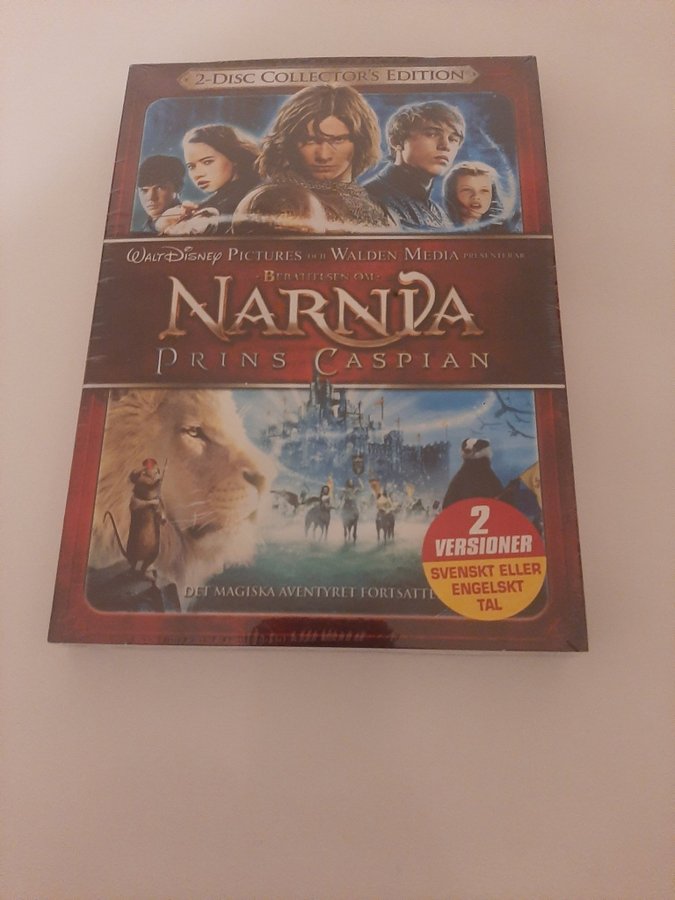 2-DISC COLLECTOR'S EDITION
WALT DISNEY PICTURES OCH WALDEN MEDIA PRESENTERAR
BERÄTTELSEN OM
NARNIA
PRINS CASPIAN
DET MAGISKA ÄVENTYRET FORTSÄTTE
2
VERSIONER
SVENSKT ELLER
ENGELSKT
TAL